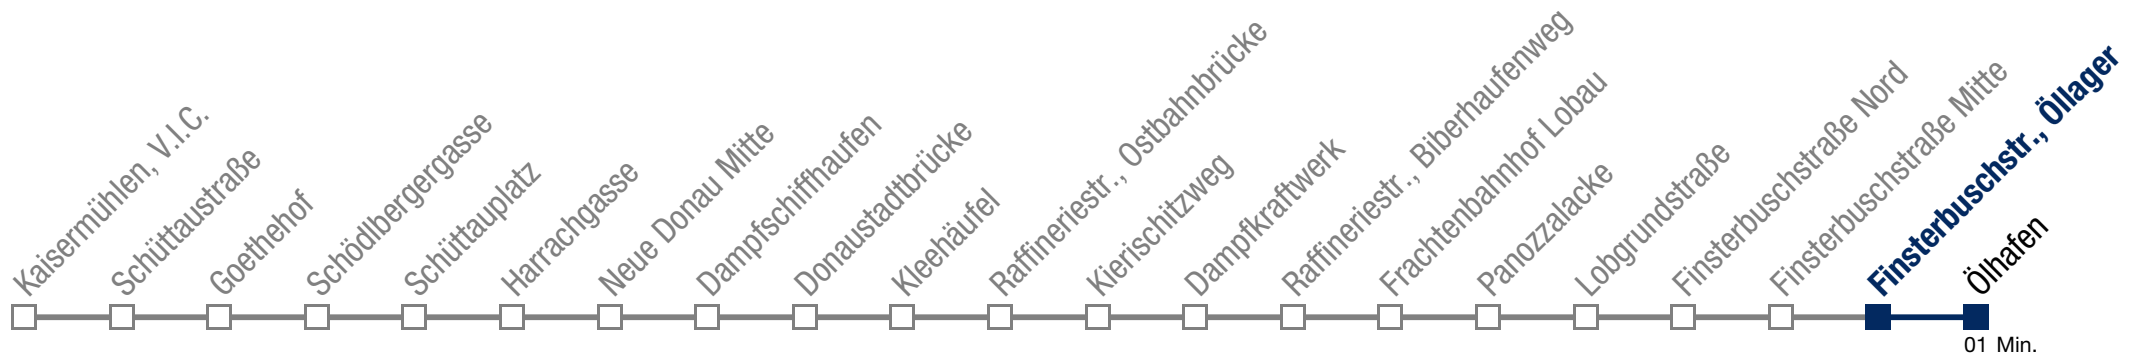 Kaisermühlen, V.I.C.
Schüttaustraße
Goethehof
Schödlbergergasse
Schüttauplatz
Harrachgasse
Neue Donau Mitte
Dampfschiffhaufen
Donaustadtbrücke
Kleehäufel
Raffineriestr., Ostbahnbrücke
Kierischitzweg
Dampfkraftwerk
Raffineriestr., Biberhaufenweg
Frachtenbahnhof Lobau
Panozzalacke
Lobgrundstraße
Finsterbuschstraße Nord
Finsterbuschstraße Mitte
Finsterbuschstr., Öllager
Ölhafen
01 Min.